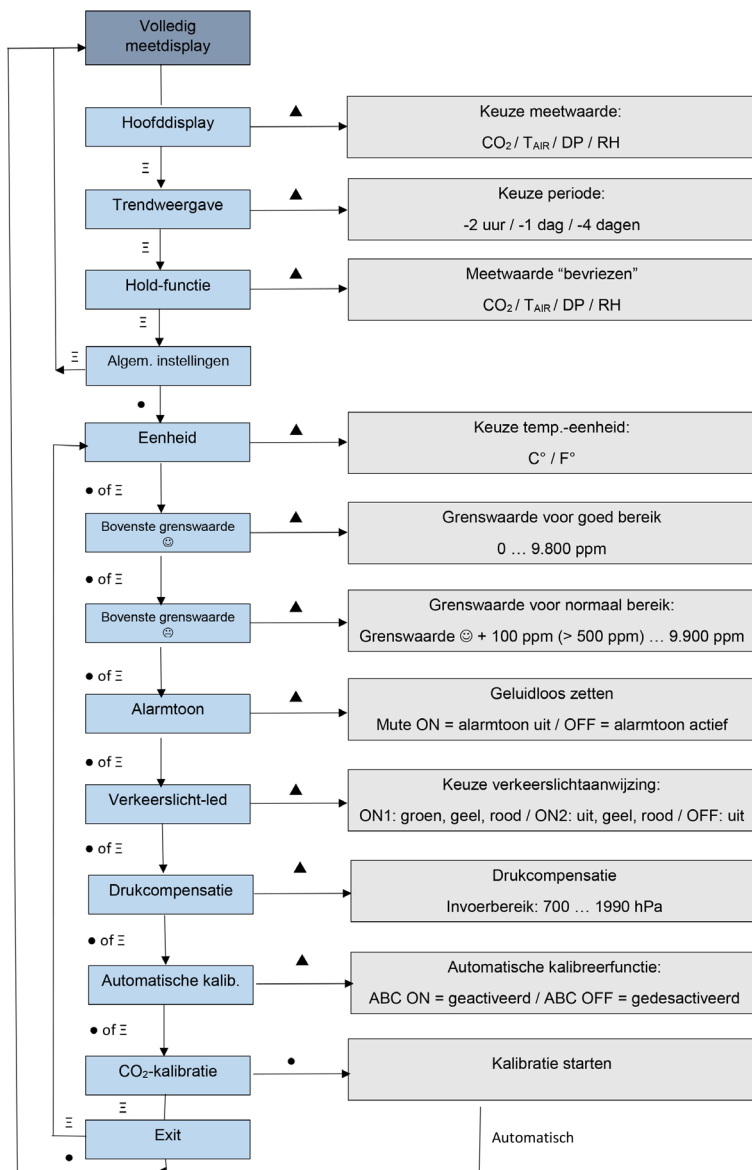 Volledig
meetdisplay
Hoofddisplay
▲
Keuze meetwaarde:
CO₂ / TAIR / DP / RH
Ξ
Trendweergave
▲
Keuze periode:
-2 uur / -1 dag / -4 dagen
Ξ
Hold-functie
▲
Meetwaarde “bevriezen”
CO₂ / TAIR / DP / RH
Ξ
Ξ
Algem. instellingen
●
Eenheid
▲
Keuze temp.-eenheid:
C° / F°
● of Ξ
Bovenste grenswaarde
☺
▲
Grenswaarde voor goed bereik
0 … 9.800 ppm
● of Ξ
Bovenste grenswaarde
😐
▲
Grenswaarde voor normaal bereik:
Grenswaarde ☺ + 100 ppm (> 500 ppm) … 9.900 ppm
● of Ξ
Alarmtoon
▲
Geluidloos zetten
Mute ON = alarmtoon uit / OFF = alarmtoon actief
● of Ξ
Verkeerslicht-led
▲
Keuze verkeerslichtaanwijzing:
ON1: groen, geel, rood / ON2: uit, geel, rood / OFF: uit
● of Ξ
Drukcompensatie
▲
Drukcompensatie
Invoerbereik: 700 … 1990 hPa
● of Ξ
Automatische kalib.
▲
Automatische kalibreerfunctie:
ABC ON = geactiveerd / ABC OFF = gedesactiveerd
● of Ξ
CO₂-kalibratie
●
Kalibratie starten
Ξ
Ξ
Exit
●
Automatisch